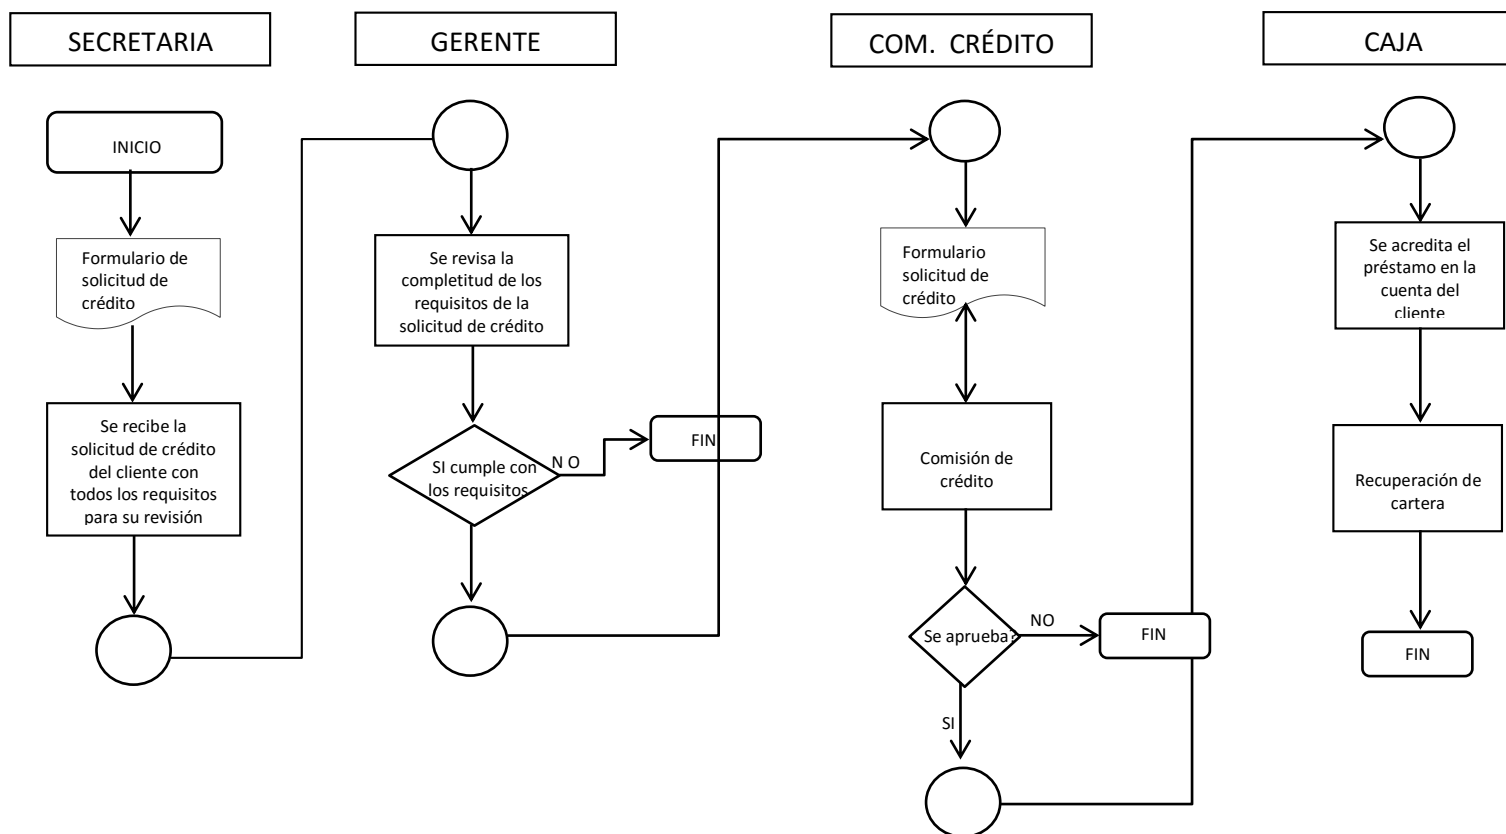 SECRETARIA
INICIO
Formulario de
solicitud de
crédito
Se recibe la
solicitud de crédito
del cliente con
todos los requisitos
para su revisión
GERENTE
Se revisa la
completitud de los
requisitos de la
solicitud de crédito
SI cumple con
los requisitos
N O
FIN
COM. CRÉDITO
Formulario
solicitud de
crédito
Comisión de
crédito
Se aprueba?
NO
FIN
SI
CAJA
Se acredita el
préstamo en la
cuenta del
cliente
Recuperación de
cartera
FIN